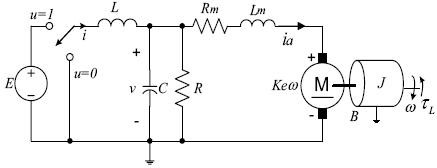 u=1
L
Rm
Lm
i
ia
+
+
E
+
-
u=0
v
C
R
Keω
M
J
-
-
B
ω
τL